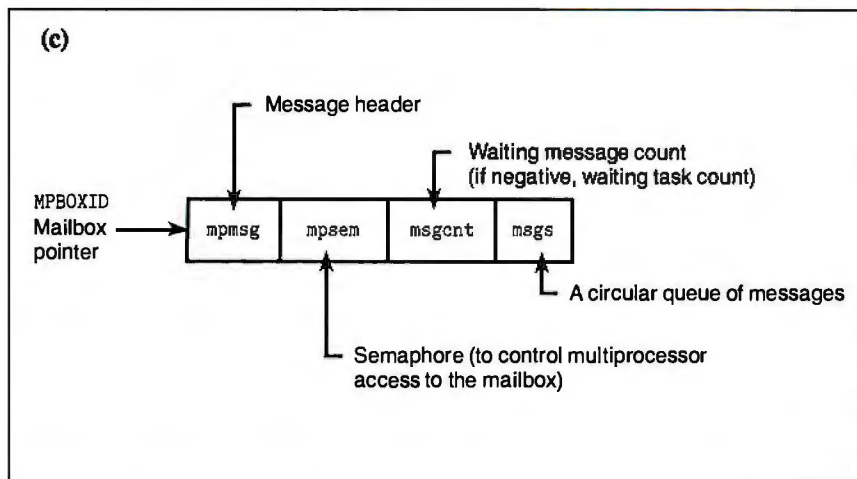 (c)
Message header
Waiting message count
(if negative, waiting task count)
MPBOXID
Mailbox
pointer
mpmsg
mpsem
msgcnt
msgs
A circular queue of messages
Semaphore (to control multiprocessor
access to the mailbox)